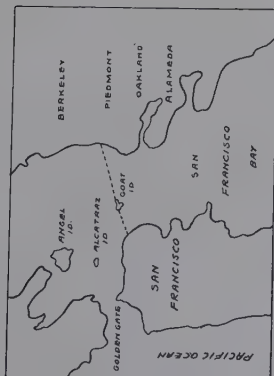 BERKELEY
PIEDMONT
OAKLAND
ALAMEDA
ANGEL
ID.
ALCATRAZ
ID
GOAT
ID
GOLDEN GATE
SAN
FRANCISCO
SAN
FRANCISCO
BAY
PACIFIC OCEAN